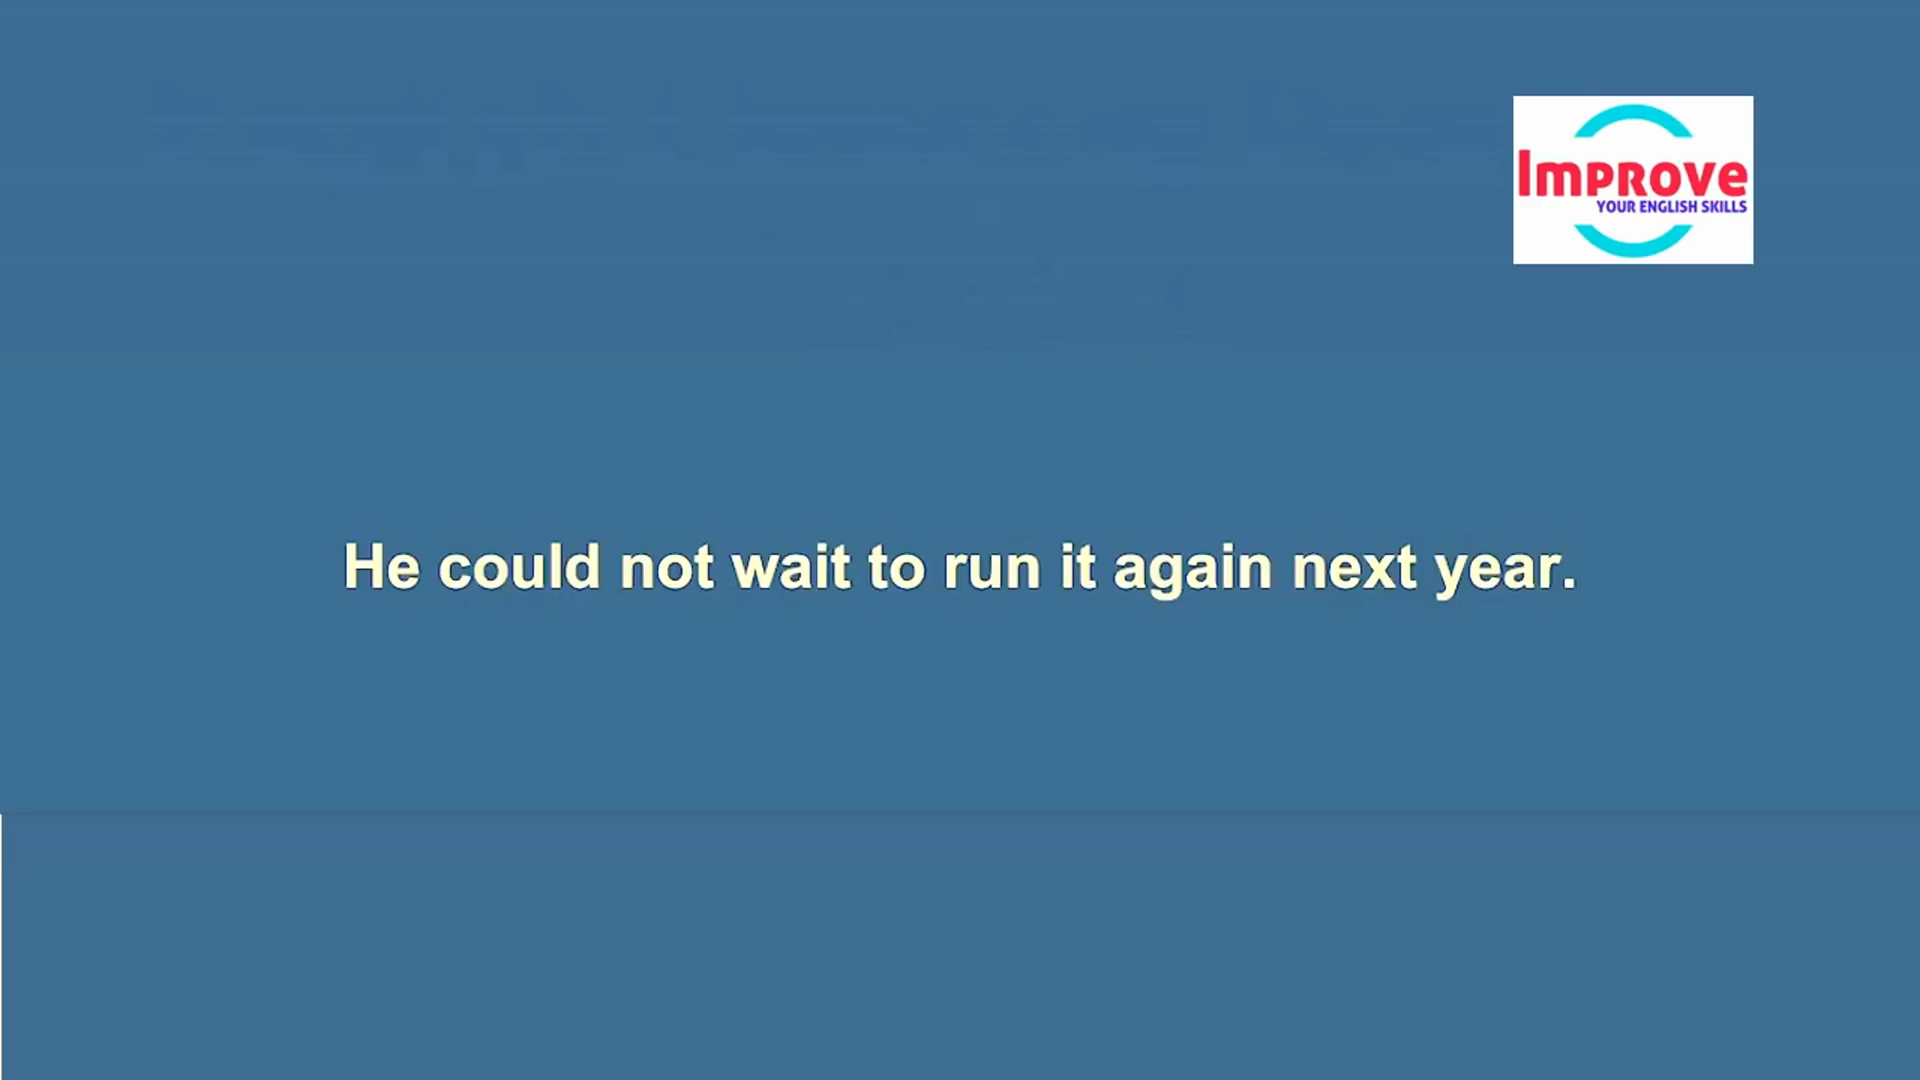 Improve
YOUR ENGLISH SKILLS
He could not wait to run it again next year.